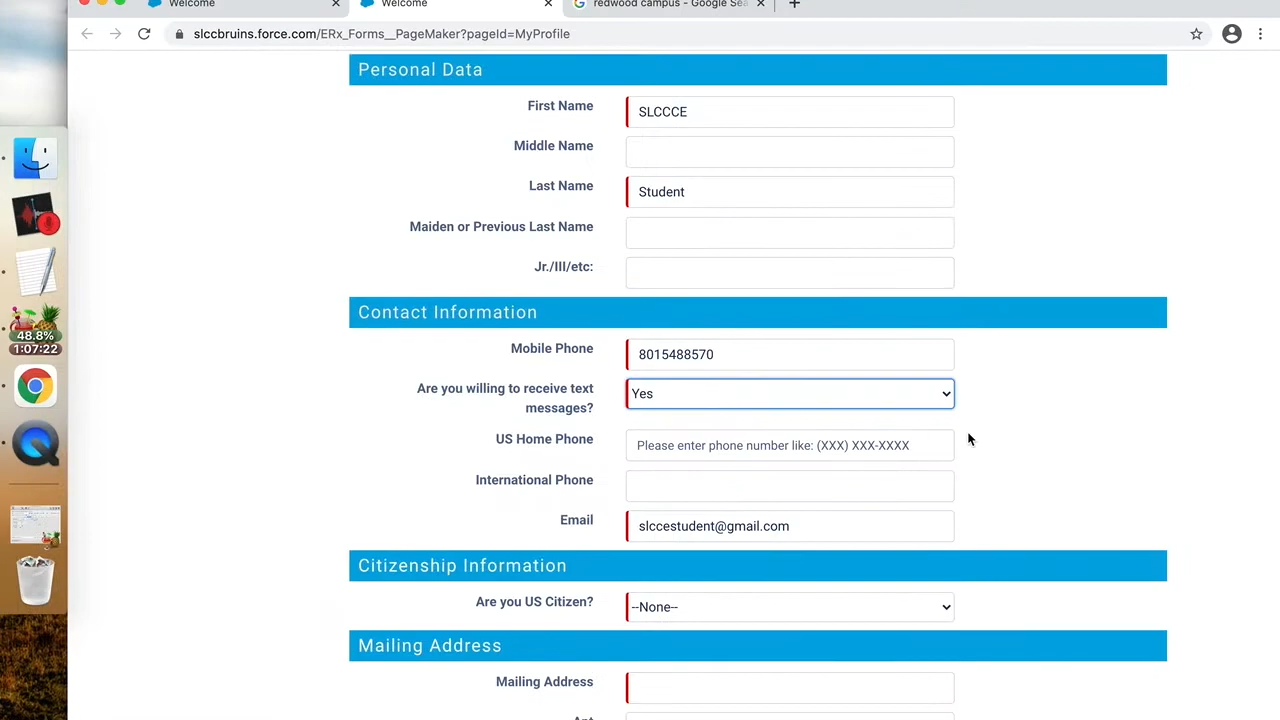 Welcome
Welcome
redwood campus - Google Sea
slccbruins.force.com/ERx_Forms__PageMaker?pageId=MyProfile
Personal Data
First Name
SLCCCE
Middle Name
Last Name
Student
Maiden or Previous Last Name
Jr./III/etc:
Contact Information
Mobile Phone
8015488570
Are you willing to receive text
messages?
Yes
US Home Phone
Please enter phone number like: (XXX) XXX-XXXX
International Phone
Email
slccestudent@gmail.com
Citizenship Information
Are you US Citizen?
--None--
Mailing Address
Mailing Address
Apt
48.8%
1:07:22